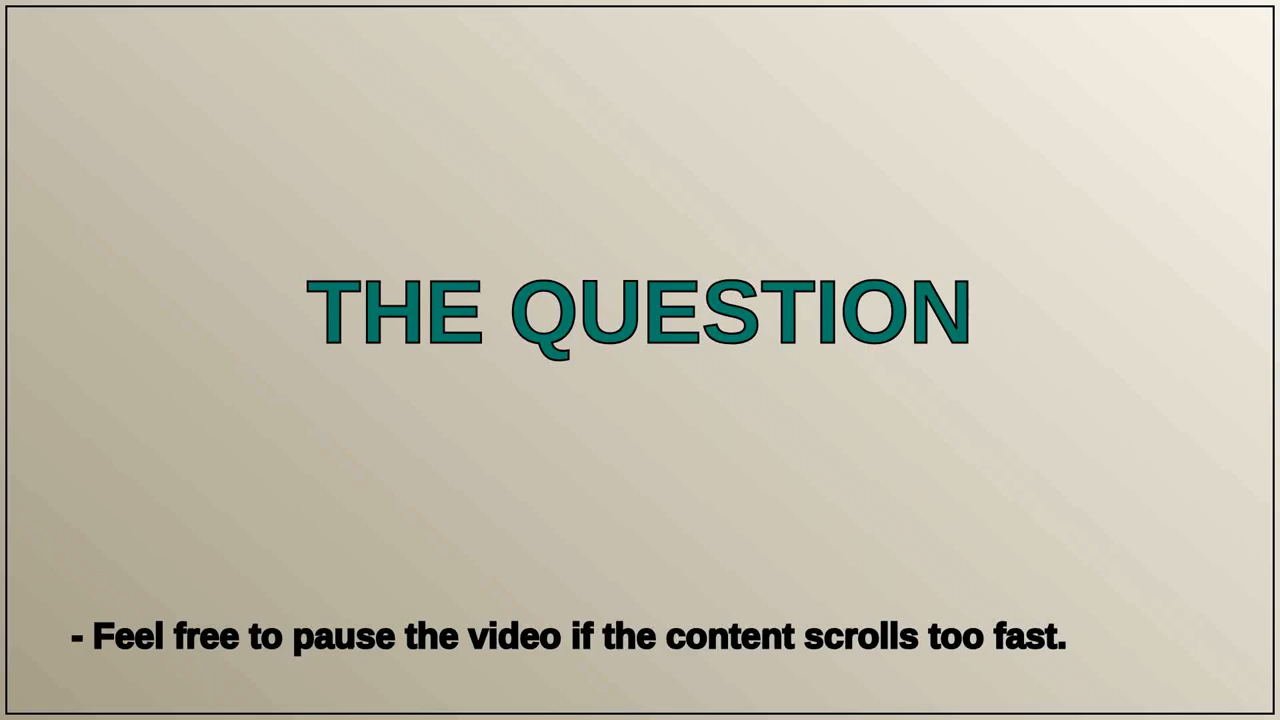 THE QUESTION
- Feel free to pause the video if the content scrolls too fast.